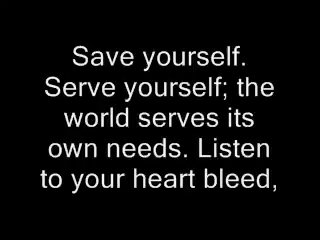 Save yourself.
Serve yourself; the
world serves its
own needs. Listen
to your heart bleed,